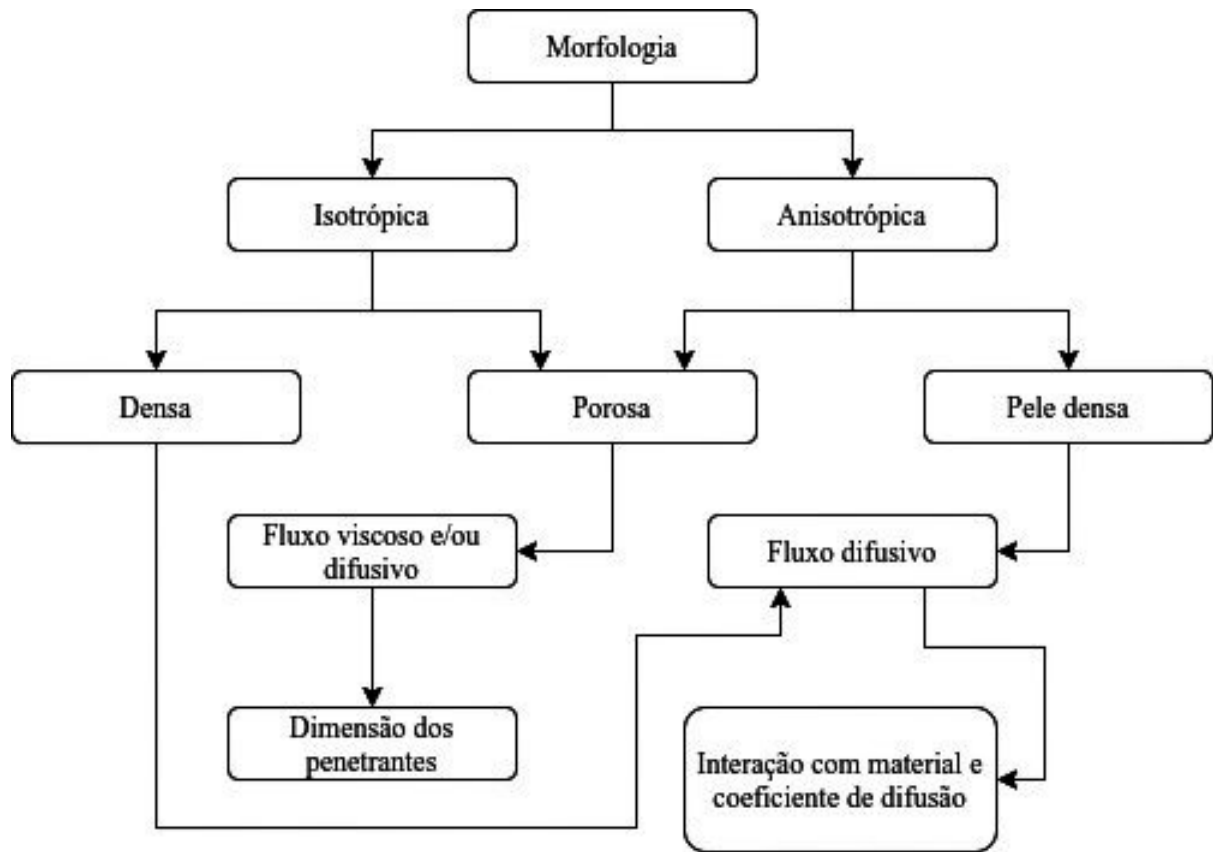 Morfologia
Isotrópica
Anisotrópica
Densa
Porosa
Pele densa
Fluxo viscoso e/ou
difusivo
Fluxo difusivo
Dimensão dos
penetrantes
Interação com material e
coeficiente de difusão